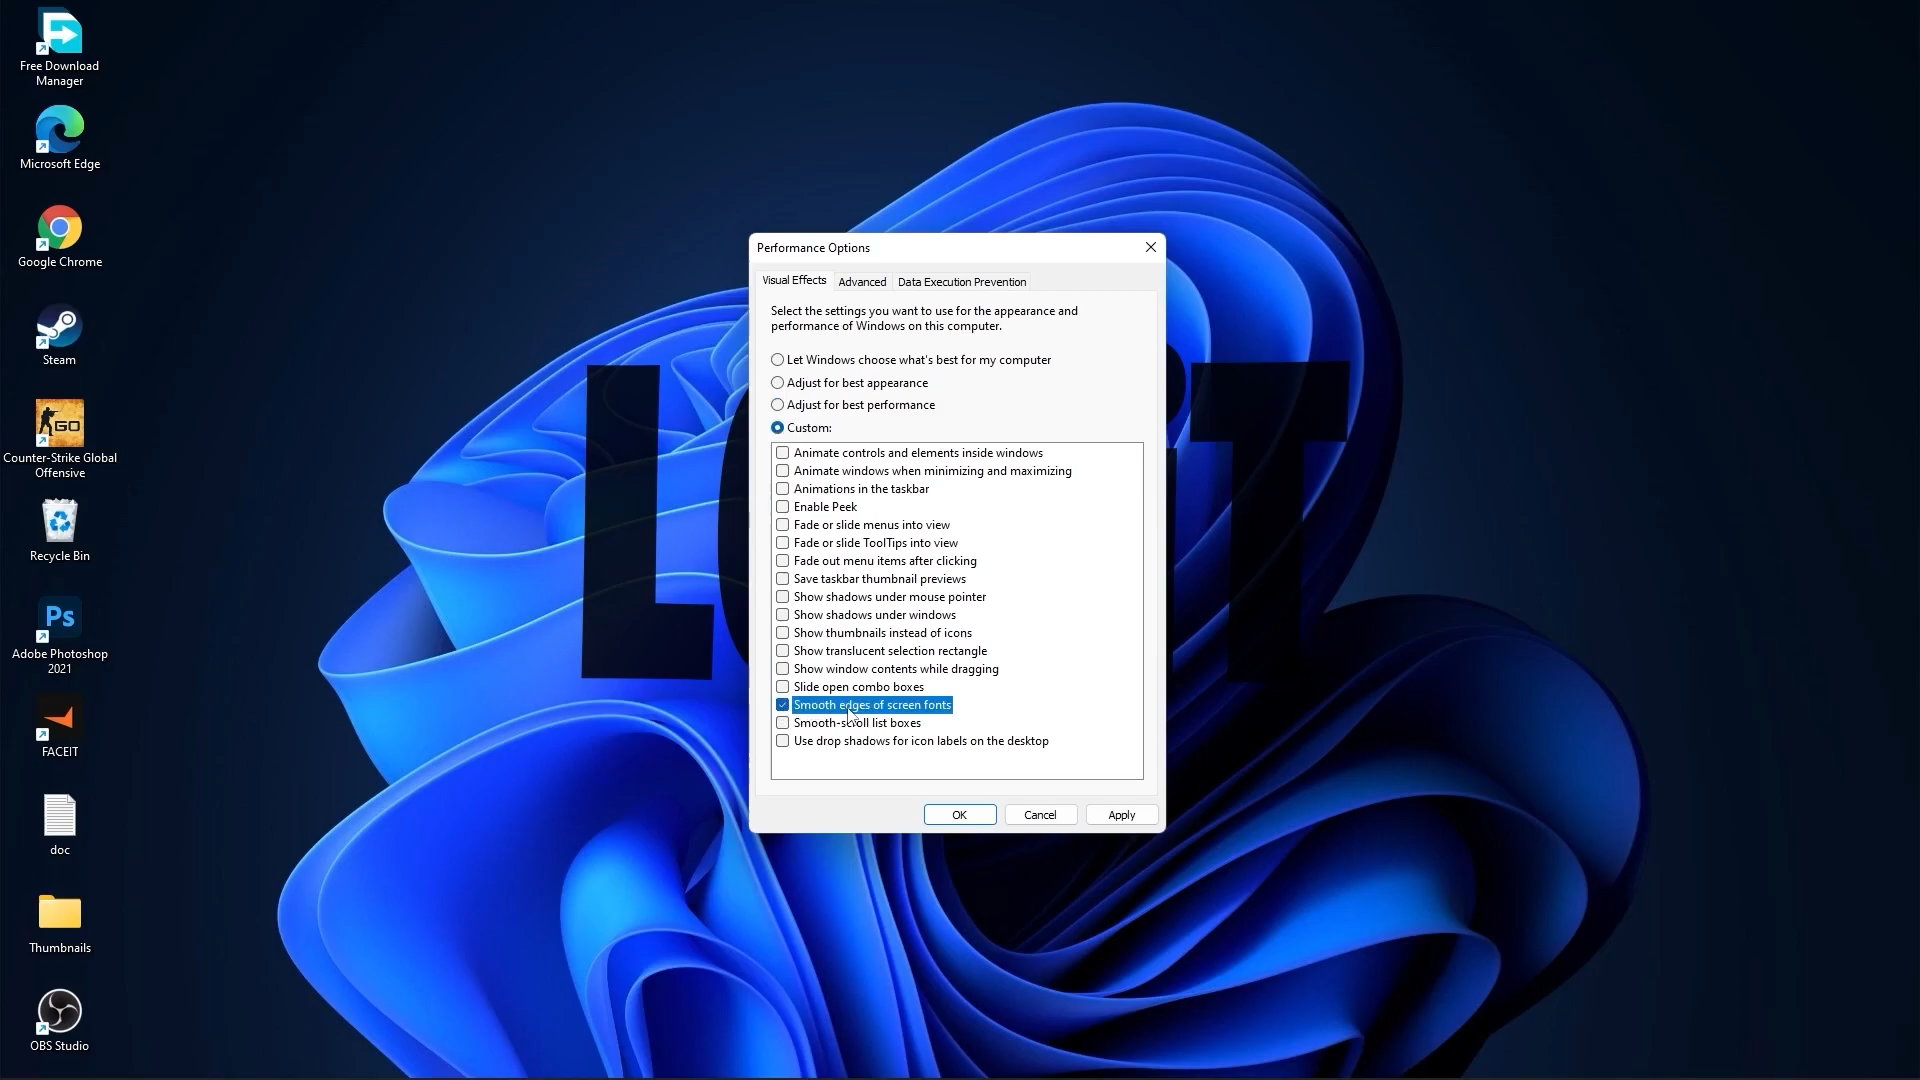 Free Download
Manager
Microsoft Edge
Google Chrome
Steam
GO
Counter-Strike Global
Offensive
Recycle Bin
Ps
Adobe Photoshop
2021
FACEIT
doc
Thumbnails
OBS Studio
Performance Options
Visual Effects
Advanced
Data Execution Prevention
Select the settings you want to use for the appearance and
performance of Windows on this computer.
Let Windows choose what's best for my computer
Adjust for best appearance
Adjust for best performance
Custom:
Animate controls and elements inside windows
Animate windows when minimizing and maximizing
Animations in the taskbar
Enable Peek
Fade or slide menus into view
Fade or slide ToolTips into view
Fade out menu items after clicking
Save taskbar thumbnail previews
Show shadows under mouse pointer
Show shadows under windows
Show thumbnails instead of icons
Show translucent selection rectangle
Show window contents while dragging
Slide open combo boxes
Smooth edges of screen fonts
Smooth-scroll list boxes
Use drop shadows for icon labels on the desktop
OK
Cancel
Apply